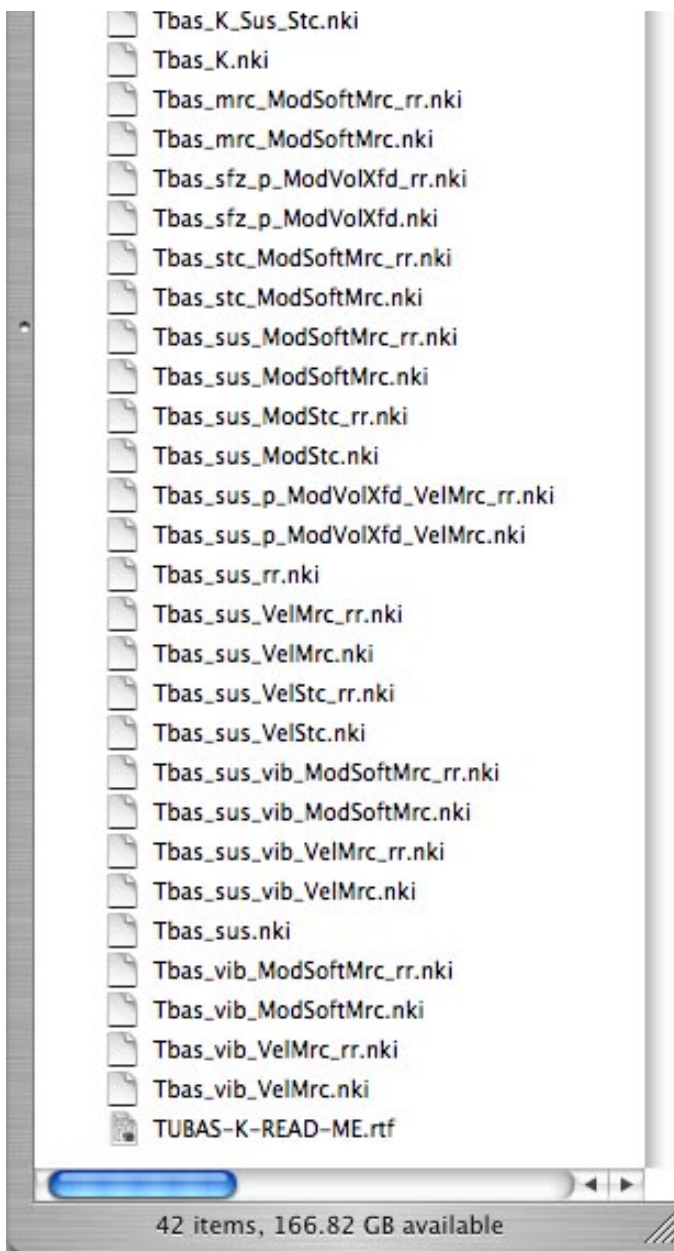 Tbas_K_Sus_Stc.nki
Tbas_K.nki
Tbas_mrc_ModSoftMrc_rr.nki
Tbas_mrc_ModSoftMrc.nki
Tbas_sfz_p_ModVolXfd_rr.nki
Tbas_sfz_p_ModVolXfd.nki
Tbas_stc_ModSoftMrc_rr.nki
Tbas_stc_ModSoftMrc.nki
Tbas_sus_ModSoftMrc_rr.nki
Tbas_sus_ModSoftMrc.nki
Tbas_sus_ModStc_rr.nki
Tbas_sus_ModStc.nki
Tbas_sus_p_ModVolXfd_VelMrc_rr.nki
Tbas_sus_p_ModVolXfd_VelMrc.nki
Tbas_sus_rr.nki
Tbas_sus_VelMrc_rr.nki
Tbas_sus_VelMrc.nki
Tbas_sus_VelStc_rr.nki
Tbas_sus_VelStc.nki
Tbas_sus_vib_ModSoftMrc_rr.nki
Tbas_sus_vib_ModSoftMrc.nki
Tbas_sus_vib_VelMrc_rr.nki
Tbas_sus_vib_VelMrc.nki
Tbas_sus.nki
Tbas_vib_ModSoftMrc_rr.nki
Tbas_vib_ModSoftMrc.nki
Tbas_vib_VelMrc_rr.nki
Tbas_vib_VelMrc.nki
TUBAS-K-READ-ME.rtf
42 items, 166.82 GB available